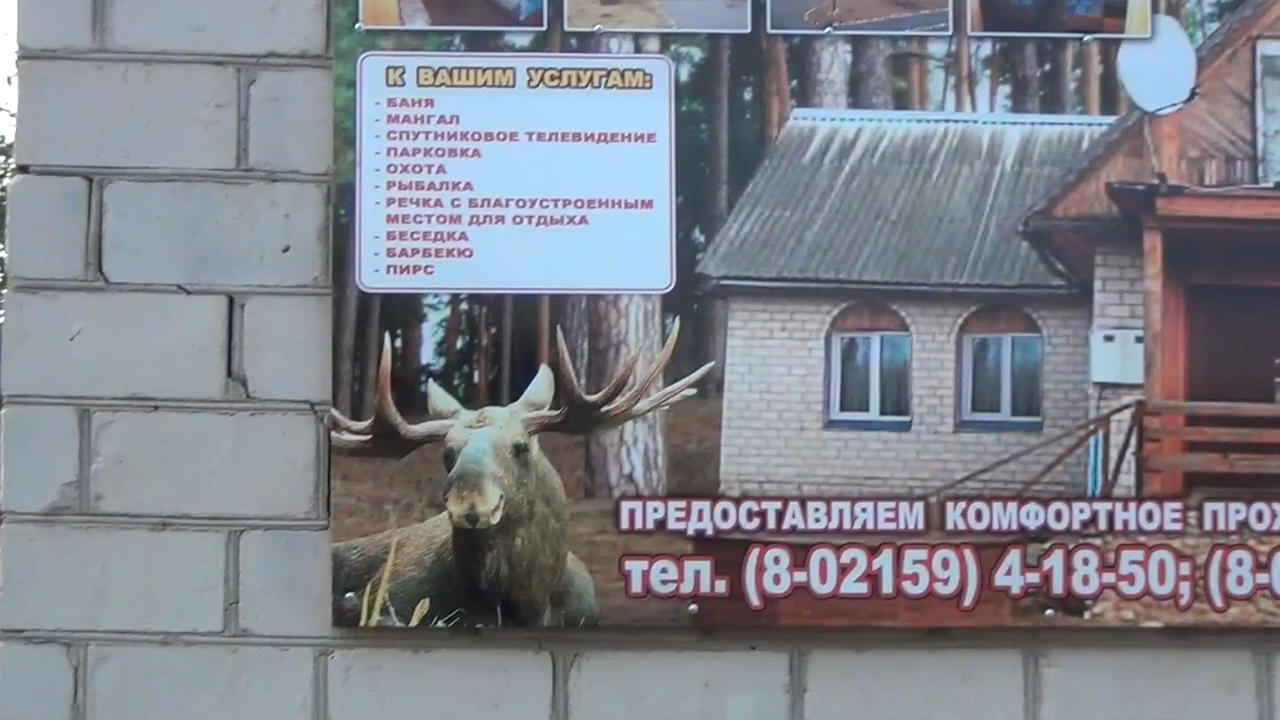 К ВАШИМ УСЛУГАМ:
- БАНЯ
- МАНГАЛ
- СПУТНИКОВОЕ ТЕЛЕВИДЕНИЕ
- ПАРКОВКА
- ОХОТА
- РЫБАЛКА
- РЕЧКА С БЛАГОУСТРОЕННЫМ
МЕСТОМ ДЛЯ ОТДЫХА
- БЕСЕДКА
- БАРБЕКЮ
- ПИРС
ПРЕДОСТАВЛЯЕМ КОМФОРТНОЕ
тел. (8-02159) 4-18-50; (8-